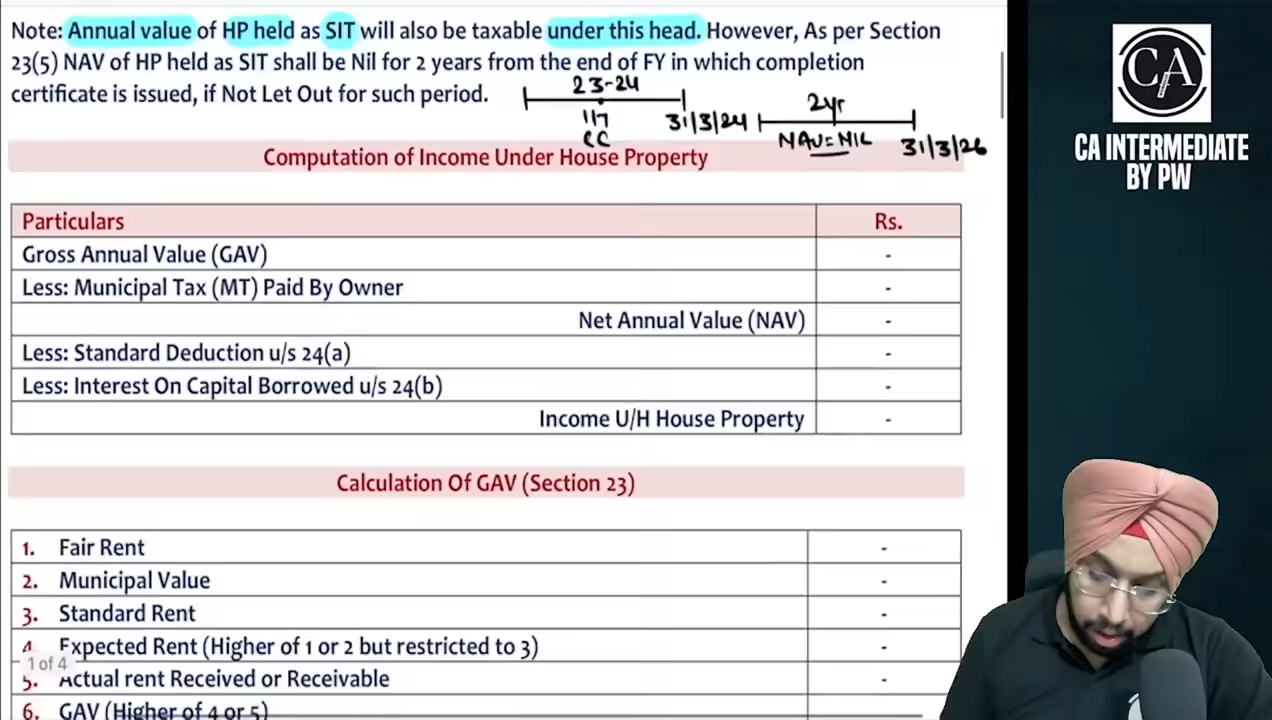 Note: Annual value of HP held as SIT will also be taxable under this head. However, As per Section
23(5) NAV of HP held as SIT shall be Nil for 2 years from the end of FY in which completion
certificate is issued, if Not Let Out for such period.
23-24
1/7
CC
31/3/24
2yr
NAV=NIL
31/3/26
Computation of Income Under House Property
Particulars Rs.
Gross Annual Value (GAV) -
Less: Municipal Tax (MT) Paid By Owner -
Net Annual Value (NAV) -
Less: Standard Deduction u/s 24(a) -
Less: Interest On Capital Borrowed u/s 24(b) -
Income U/H House Property -
Calculation Of GAV (Section 23)
1. Fair Rent -
2. Municipal Value -
3. Standard Rent -
4. Expected Rent (Higher of 1 or 2 but restricted to 3) -
1 of 4
5. Actual rent Received or Receivable -
6. GAV (Higher of 4 or 5)
CA
CA INTERMEDIATE
BY PW